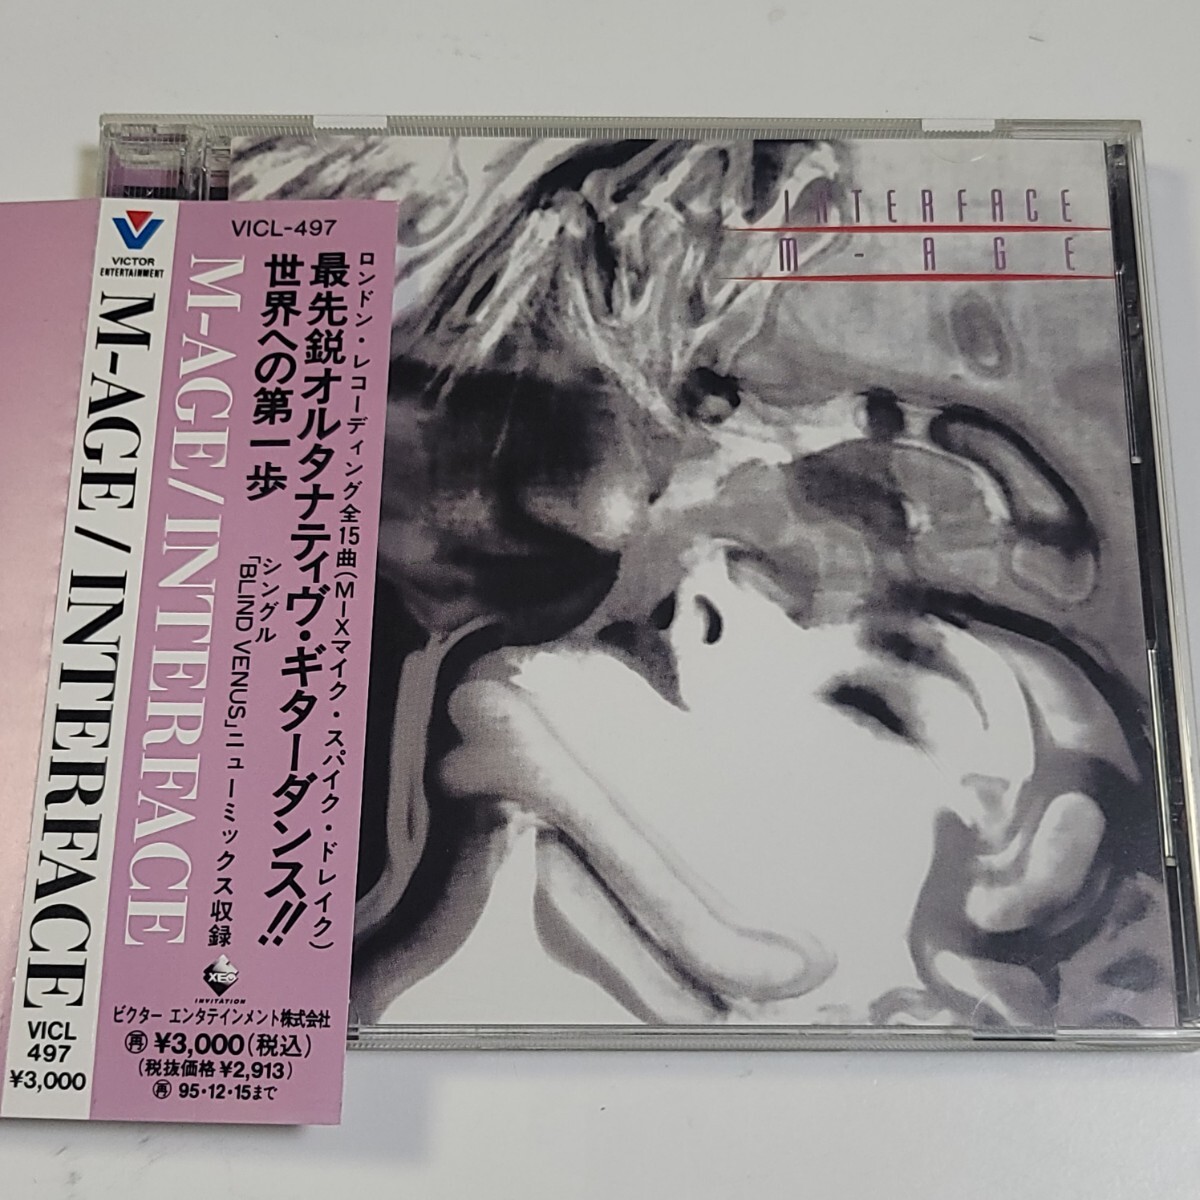 INTERFACE
M-AGE
VICTOR
ENTERTAINMENT
M-AGE/INTERFACE
VICL
497
¥3,000
VICL-497
ロンドン・レコーディング全15曲(MIXマイク・スパイク・ドレイク)
最先鋭オルタナティヴ・ギターダンス!!
世界への第一歩
シングル
「BLIND VENUS」ニューミックス収録
M-AGE/INTERFACE
XEO
INVITATION
ビクター エンタテインメント株式会社
再 ¥3,000(税込)
(税抜価格 ¥2,913)
再 95・12・15まで